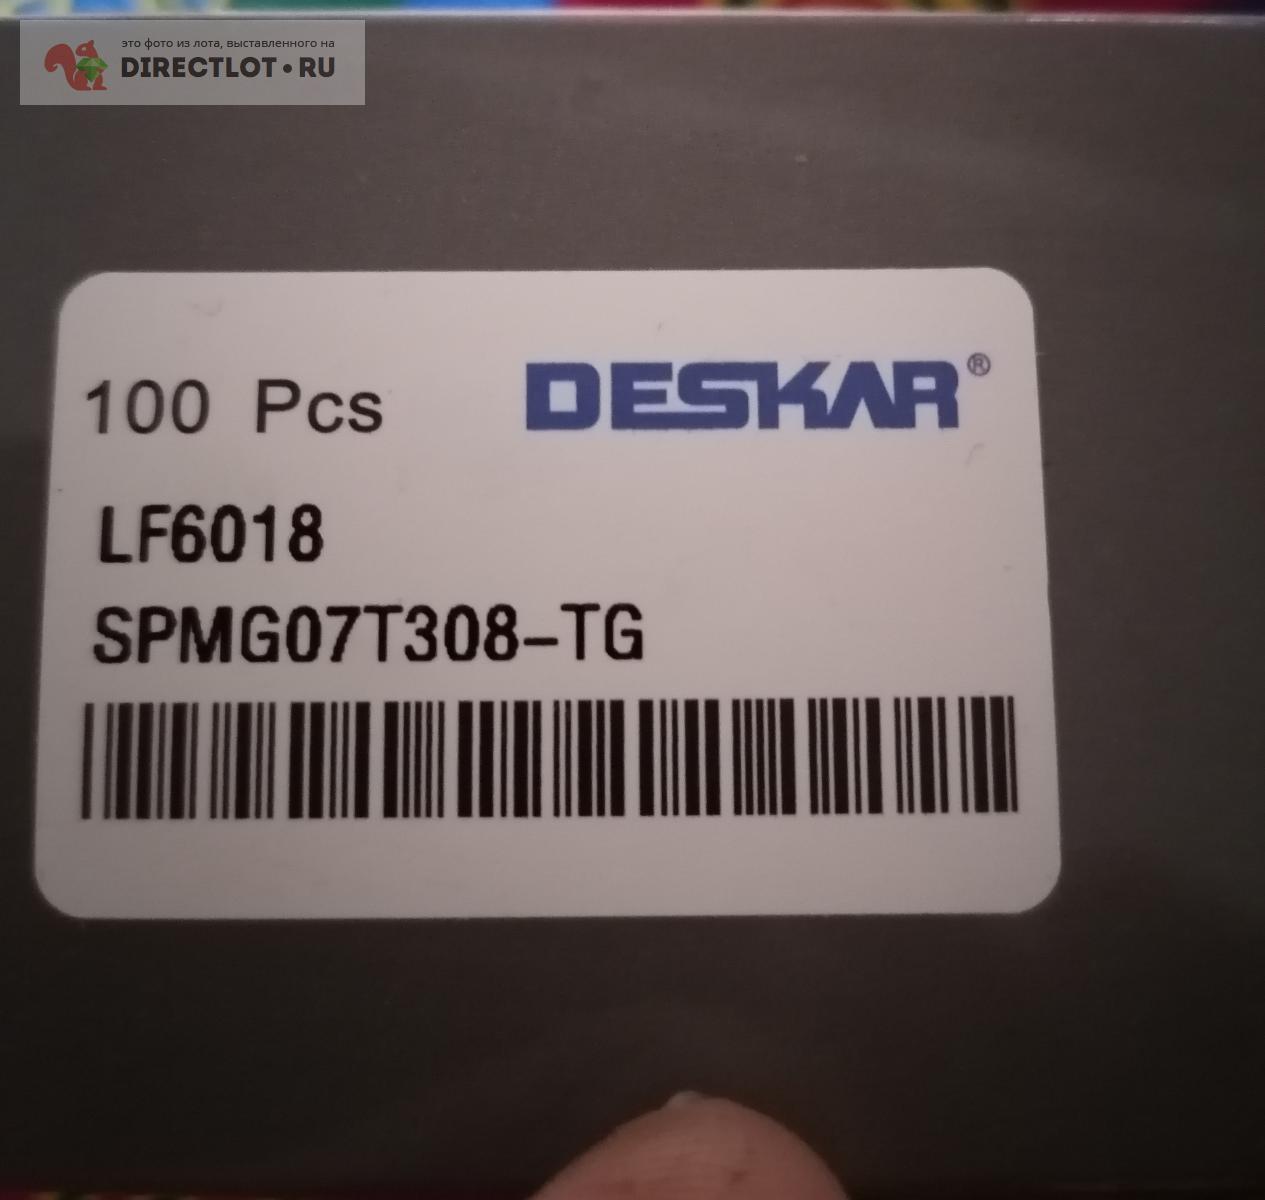 это фото из лота, выставленного на
DIRECTLOT•RU
100 Pcs DESKAR®
LF6018
SPMG07T308-TG